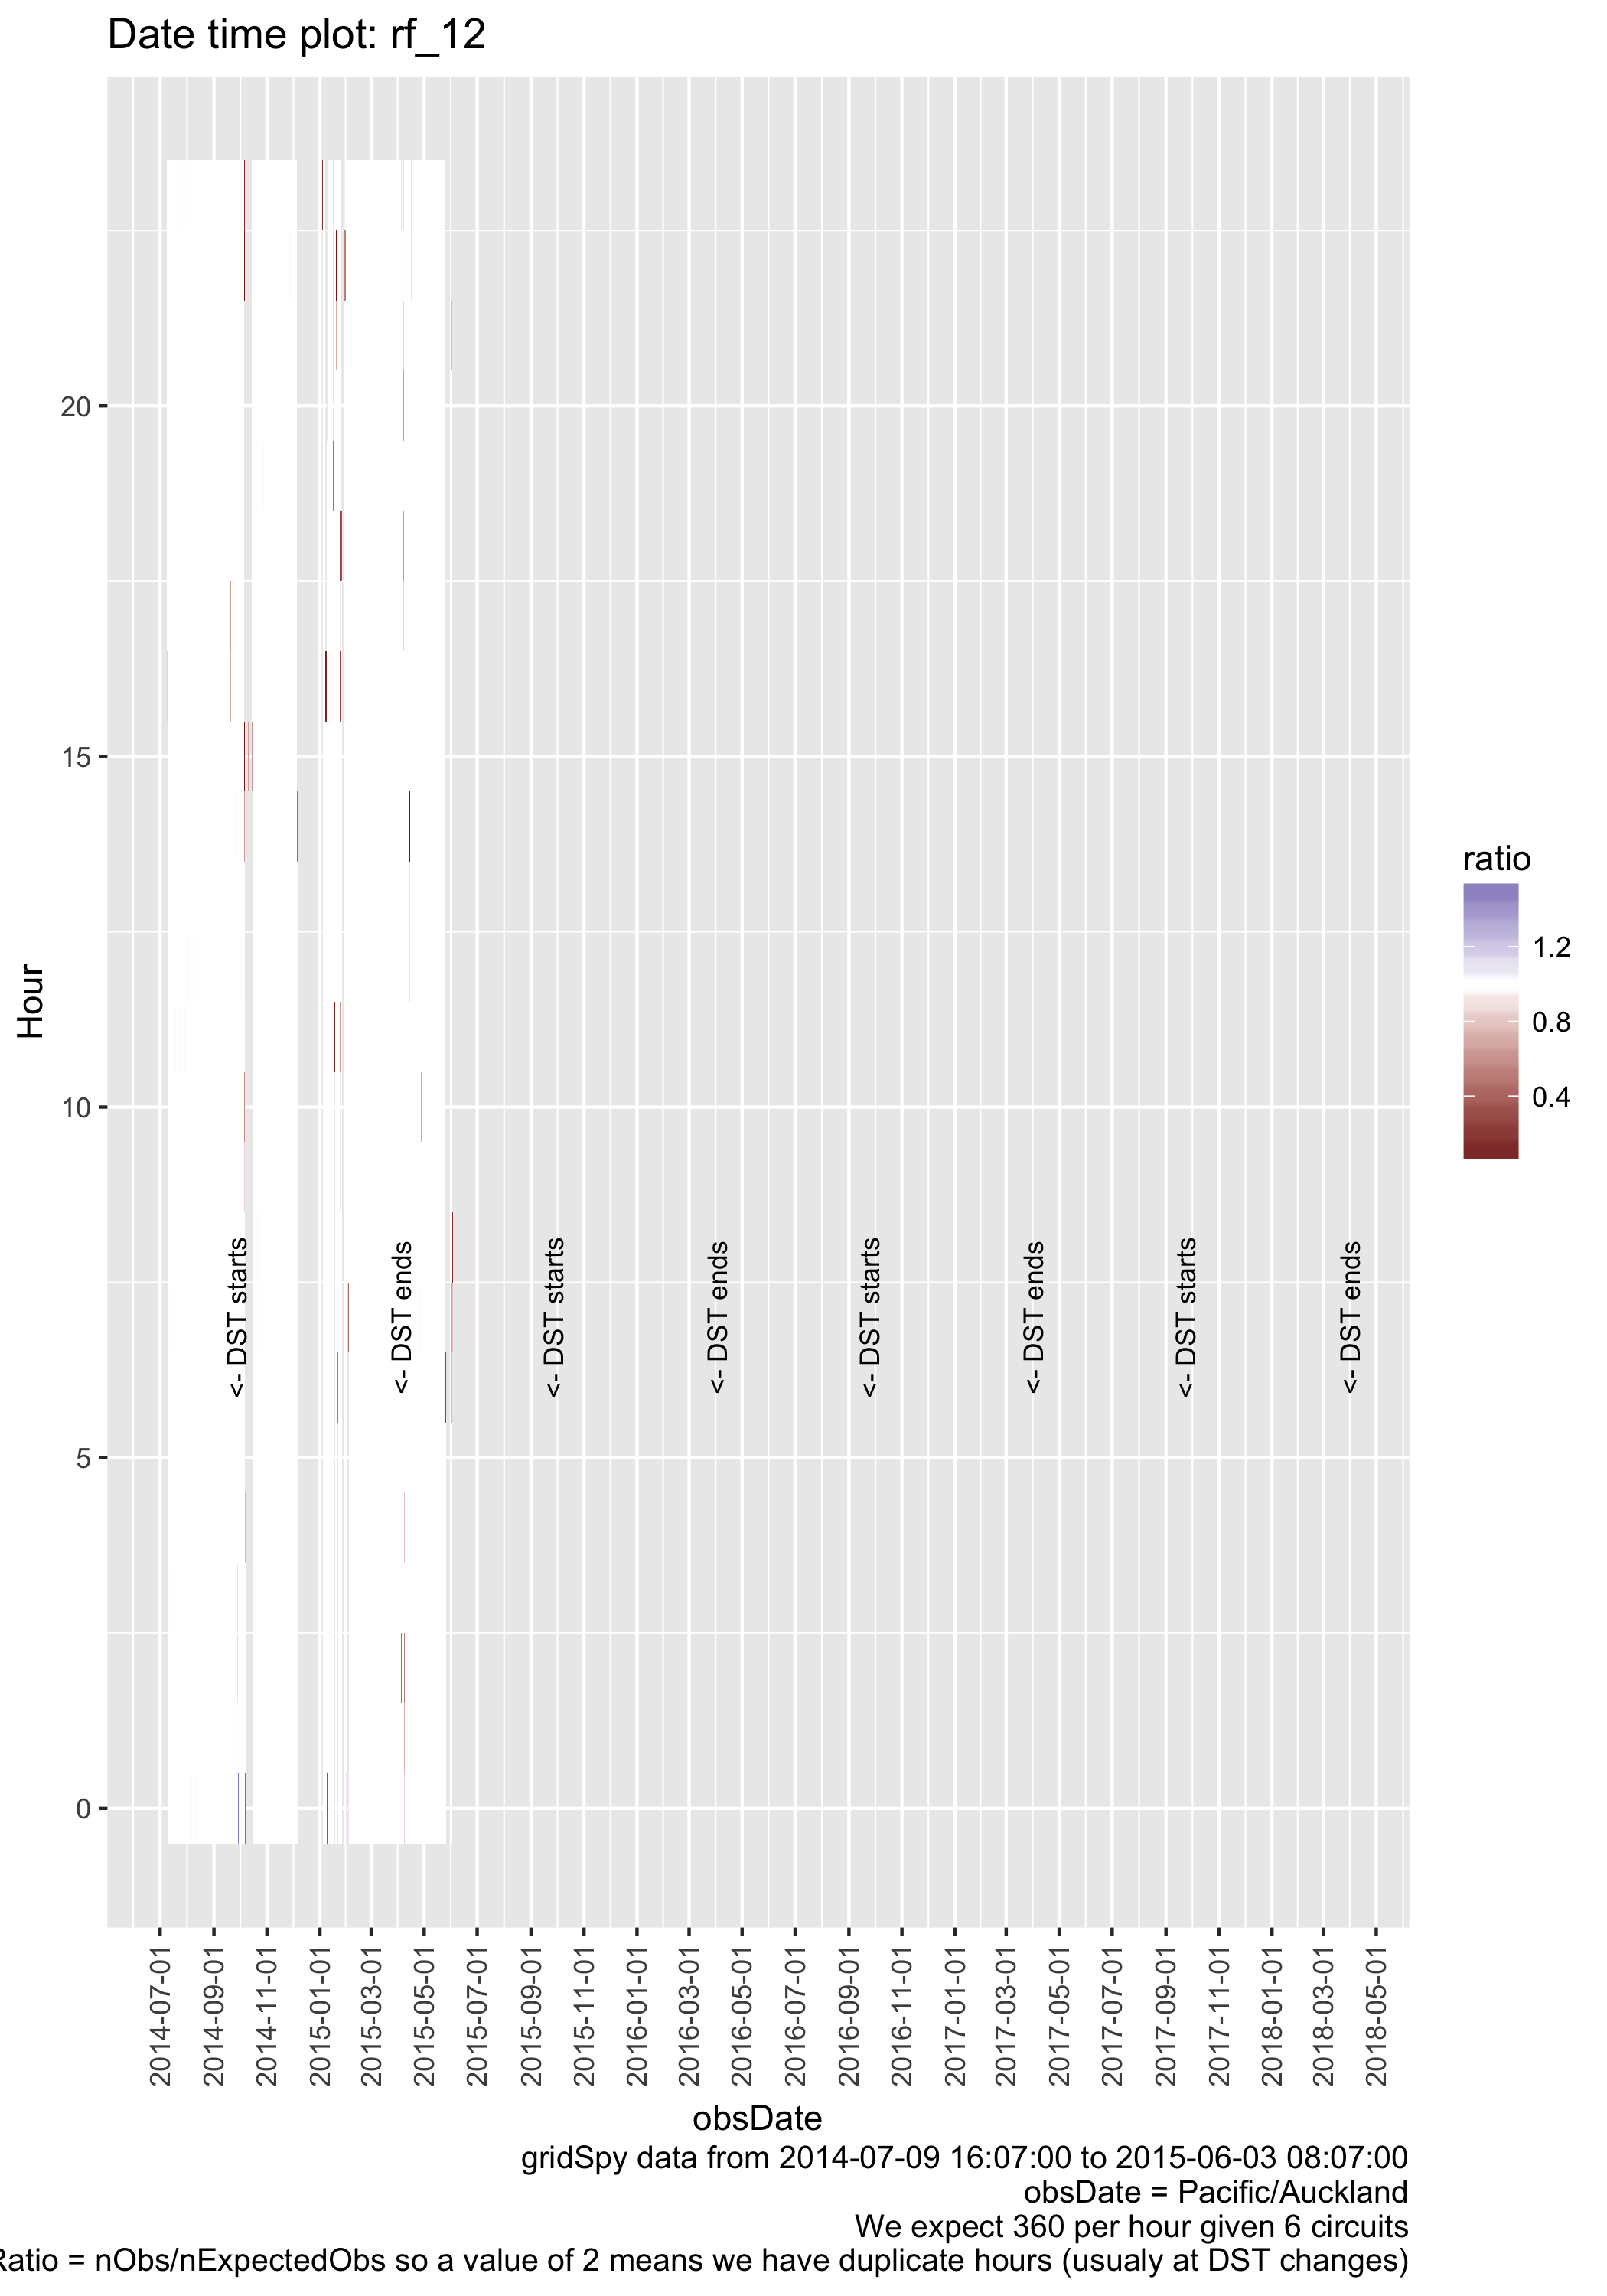 Date time plot: rf_12
Hour
20
15
10
5
0
<- DST starts
<- DST ends
<- DST starts
<- DST ends
<- DST starts
<- DST ends
<- DST starts
<- DST ends
ratio
1.2
0.8
0.4
2014-07-01
2014-09-01
2014-11-01
2015-01-01
2015-03-01
2015-05-01
2015-07-01
2015-09-01
2015-11-01
2016-01-01
2016-03-01
2016-05-01
2016-07-01
2016-09-01
2016-11-01
2017-01-01
2017-03-01
2017-05-01
2017-07-01
2017-09-01
2017-11-01
2018-01-01
2018-03-01
2018-05-01
obsDate
gridSpy data from 2014-07-09 16:07:00 to 2015-06-03 08:07:00
obsDate = Pacific/Auckland
We expect 360 per hour given 6 circuits
Ratio = nObs/nExpectedObs so a value of 2 means we have duplicate hours (usualy at DST changes)